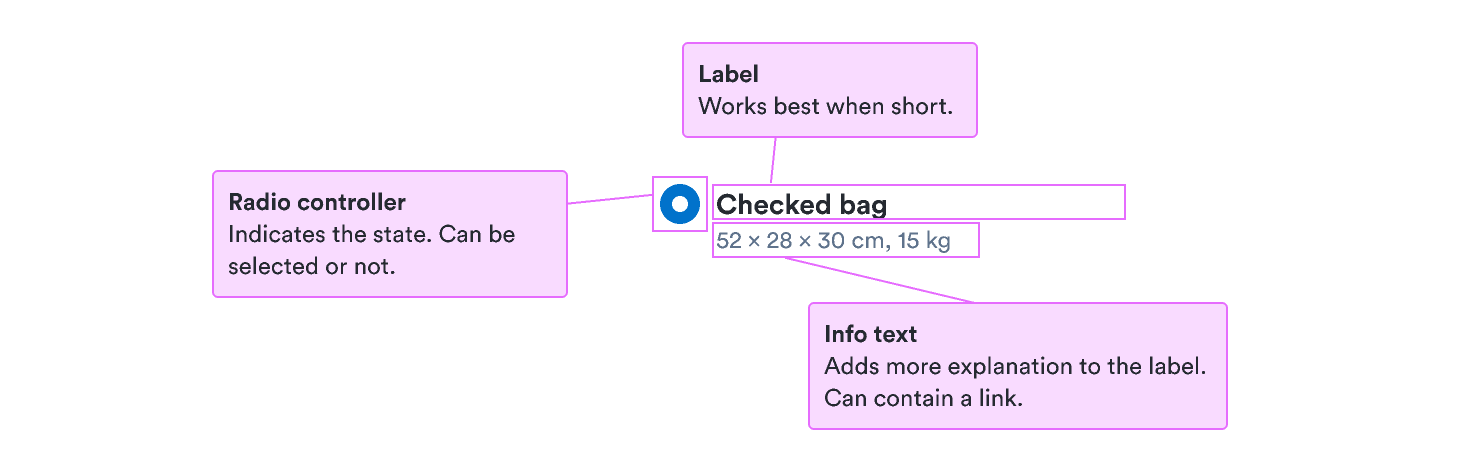 Label
Works best when short.
Radio controller
Indicates the state. Can be
selected or not.
Checked bag
52 × 28 × 30 cm, 15 kg
Info text
Adds more explanation to the label.
Can contain a link.